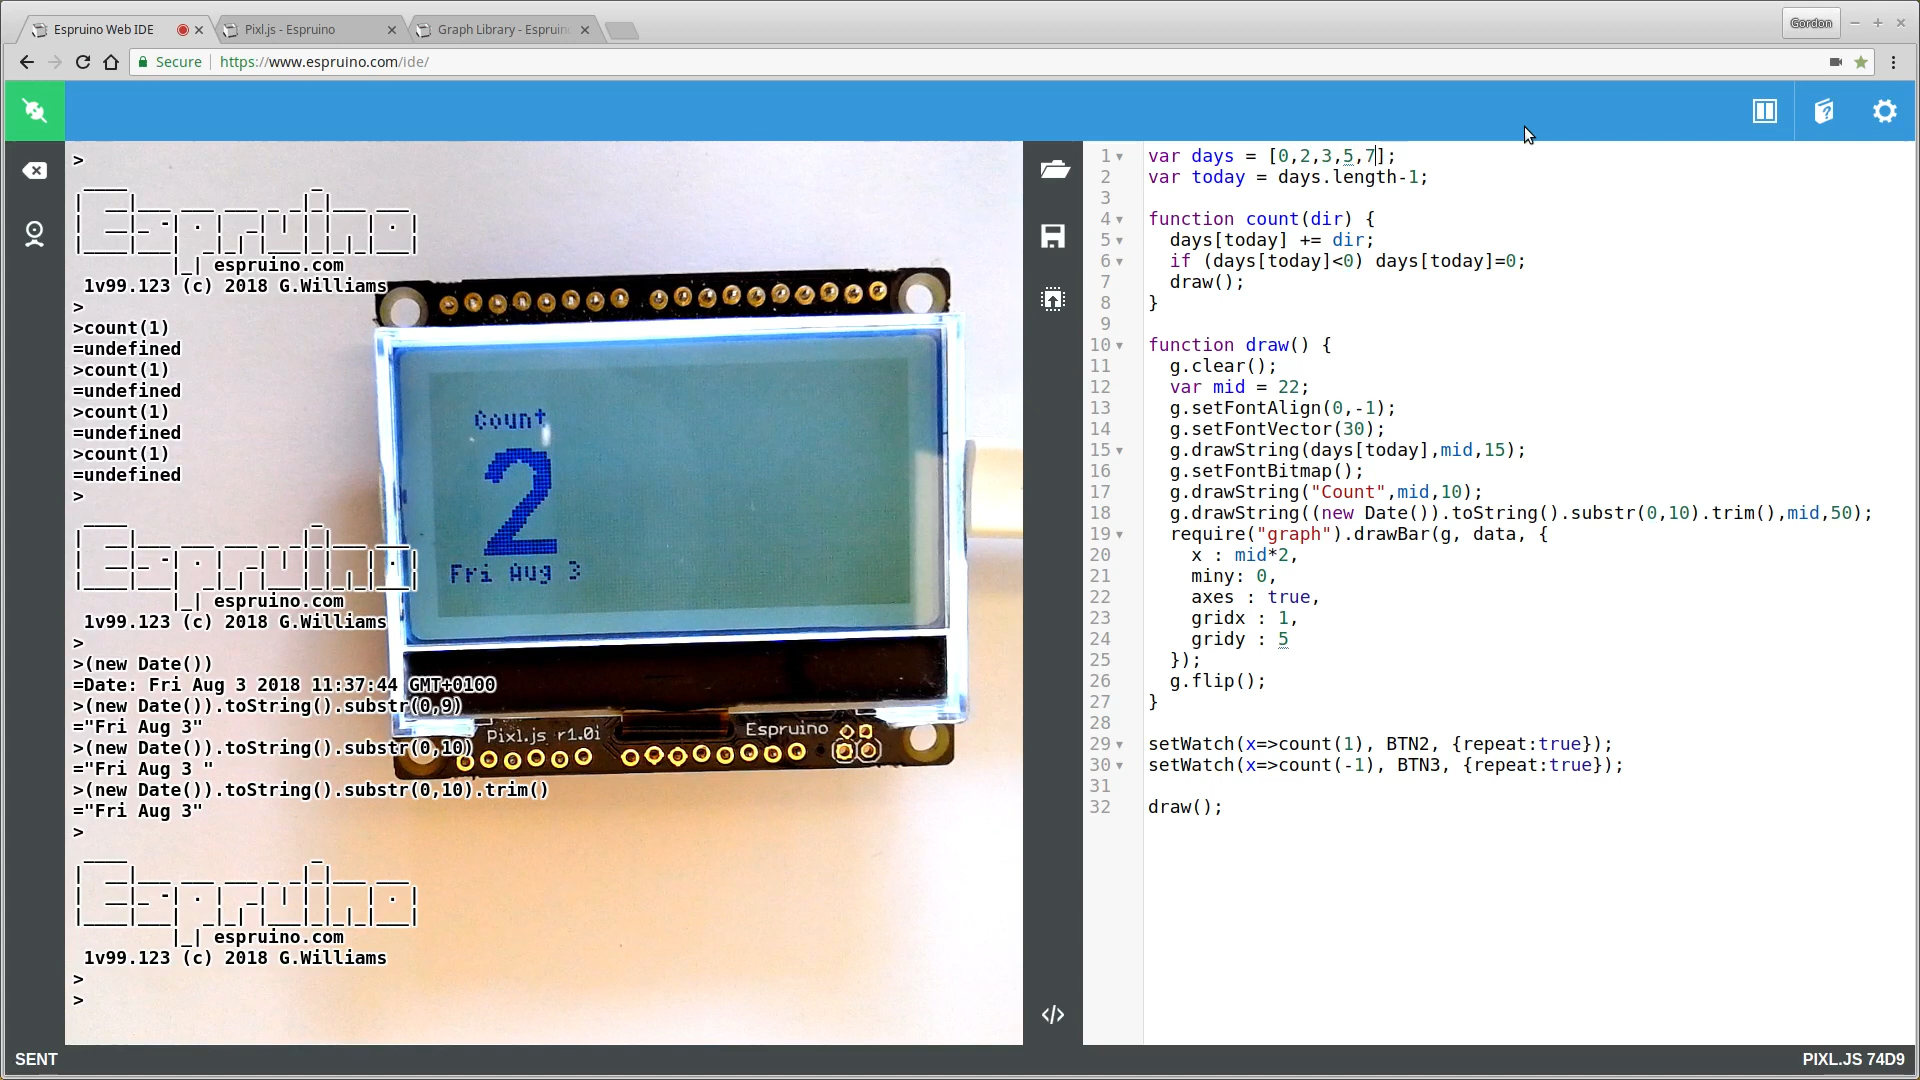 Espruino Web IDE
Pixl.js - Espruino
Graph Library - Espruino
Gordon
Secure
https://www.espruino.com/ide/
>
Espruino
espruino.com
1v99.123 (c) 2018 G.Williams
>
>count(1)
=undefined
>count(1)
=undefined
>count(1)
=undefined
>count(1)
=undefined
>
Espruino
espruino.com
1v99.123 (c) 2018 G.Williams
>
>(new Date())
=Date: Fri Aug 3 2018 11:37:44 GMT+0100
>(new Date()).toString().substr(0,9)
="Fri Aug 3"
>(new Date()).toString().substr(0,10)
="Fri Aug 3 "
>(new Date()).toString().substr(0,10).trim()
="Fri Aug 3"
>
Espruino
espruino.com
1v99.123 (c) 2018 G.Williams
>
>
Count
2
Fri Aug 3
Pixl.js r1.0i
Espruino
1 var days = [0,2,3,5,7];
2 var today = days.length-1;
3
4 function count(dir) {
5   days[today] += dir;
6   if (days[today]<0) days[today]=0;
7   draw();
8 }
9
10 function draw() {
11   g.clear();
12   var mid = 22;
13   g.setFontAlign(0,-1);
14   g.setFontVector(30);
15   g.drawString(days[today],mid,15);
16   g.setFontBitmap();
17   g.drawString("Count",mid,10);
18   g.drawString((new Date()).toString().substr(0,10).trim(),mid,50);
19   require("graph").drawBar(g, data, {
20     x : mid*2,
21     miny: 0,
22     axes : true,
23     gridx : 1,
24     gridy : 5
25   });
26   g.flip();
27 }
28
29 setWatch(x=>count(1), BTN2, {repeat:true});
30 setWatch(x=>count(-1), BTN3, {repeat:true});
31
32 draw();
SENT
PIXL.JS 74D9